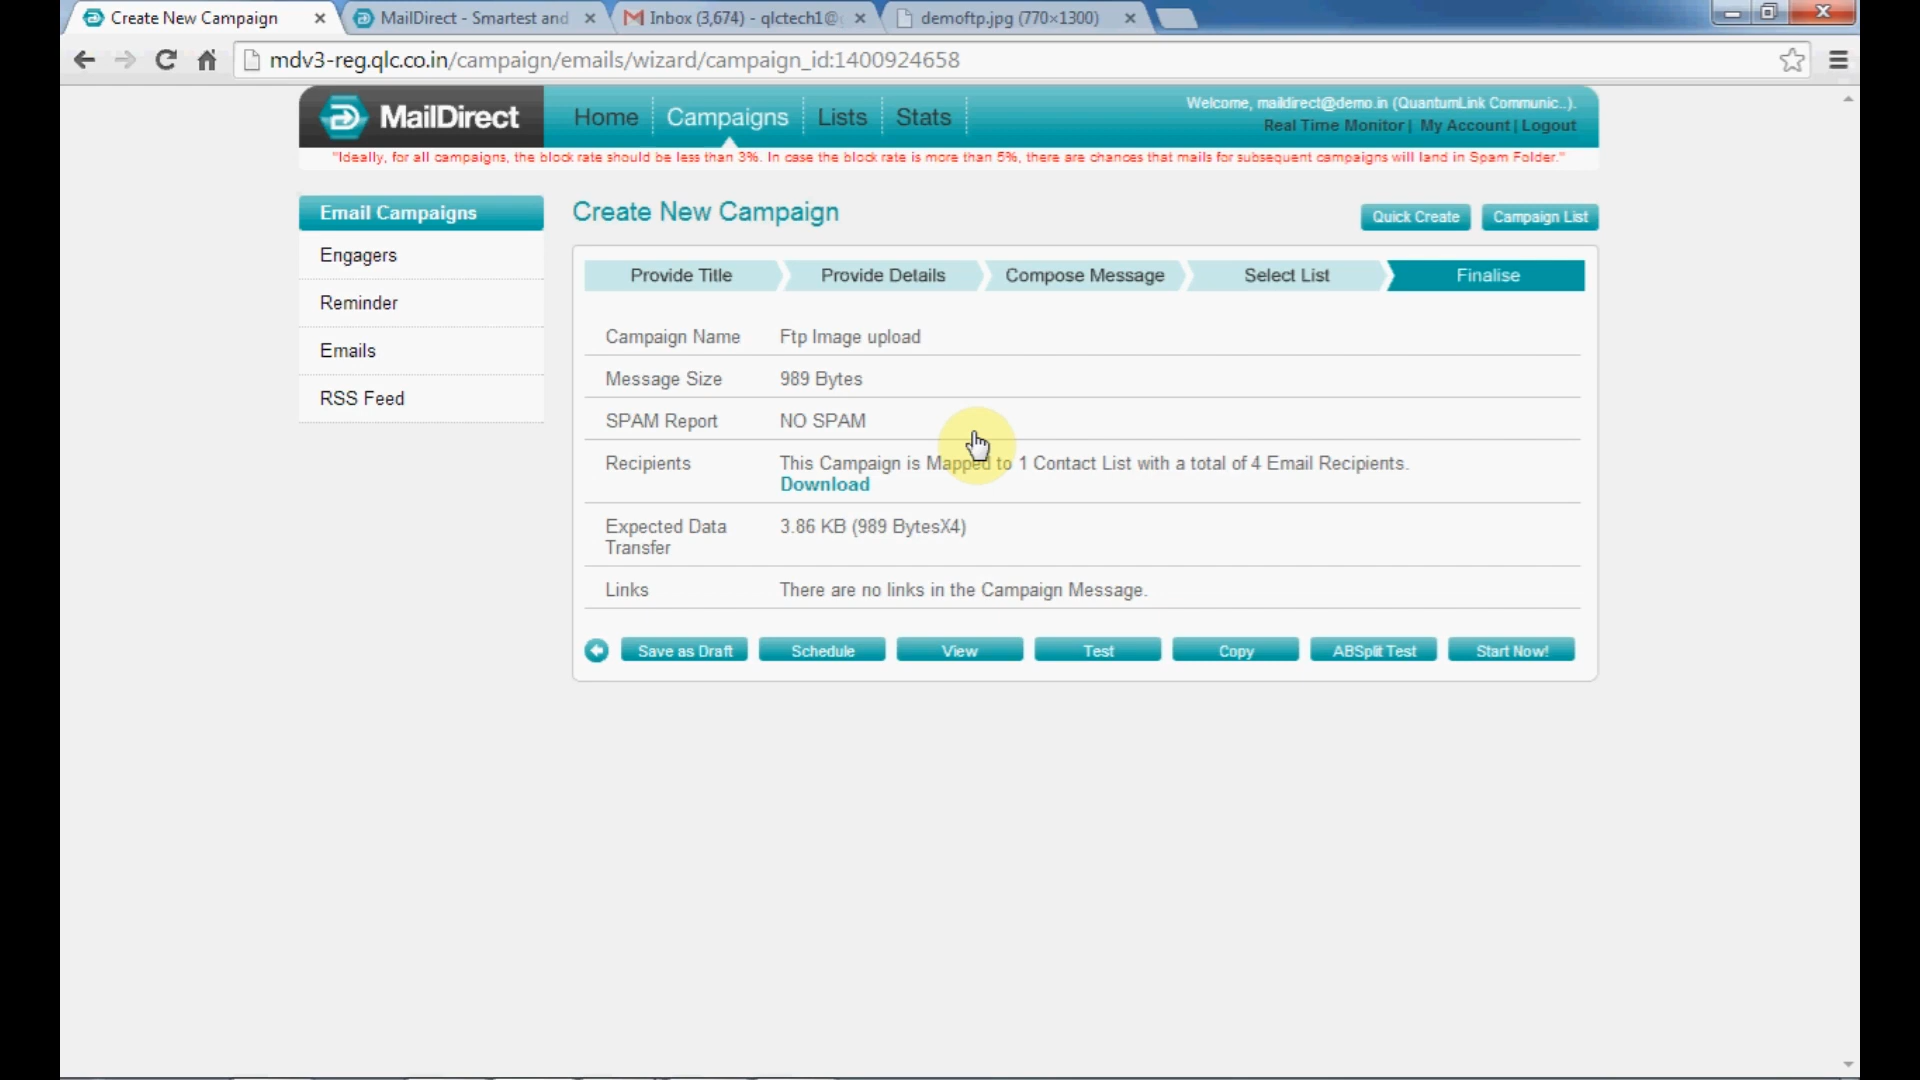 Create New Campaign
MailDirect - Smartest and
Inbox (3,674) - qlctech1@
demoftp.jpg (770×1300)
mdv3-reg.qlc.co.in/campaign/emails/wizard/campaign_id:1400924658
MailDirect
Home
Campaigns
Lists
Stats
Welcome, maildirect@demo.in (QuantumLink Communic..).
Real Time Monitor | My Account | Logout
"Ideally, for all campaigns, the block rate should be less than 3%. In case the block rate is more than 5%, there are chances that mails for subsequent campaigns will land in Spam Folder."
Email Campaigns
Engagers
Reminder
Emails
RSS Feed
Create New Campaign
Quick Create
Campaign List
Provide Title
Provide Details
Compose Message
Select List
Finalise
Campaign Name Ftp Image upload
Message Size 989 Bytes
SPAM Report NO SPAM
Recipients This Campaign is Mapped to 1 Contact List with a total of 4 Email Recipients.
Download
Expected Data Transfer 3.86 KB (989 BytesX4)
Links There are no links in the Campaign Message.
Save as Draft
Schedule
View
Test
Copy
ABSplit Test
Start Now!